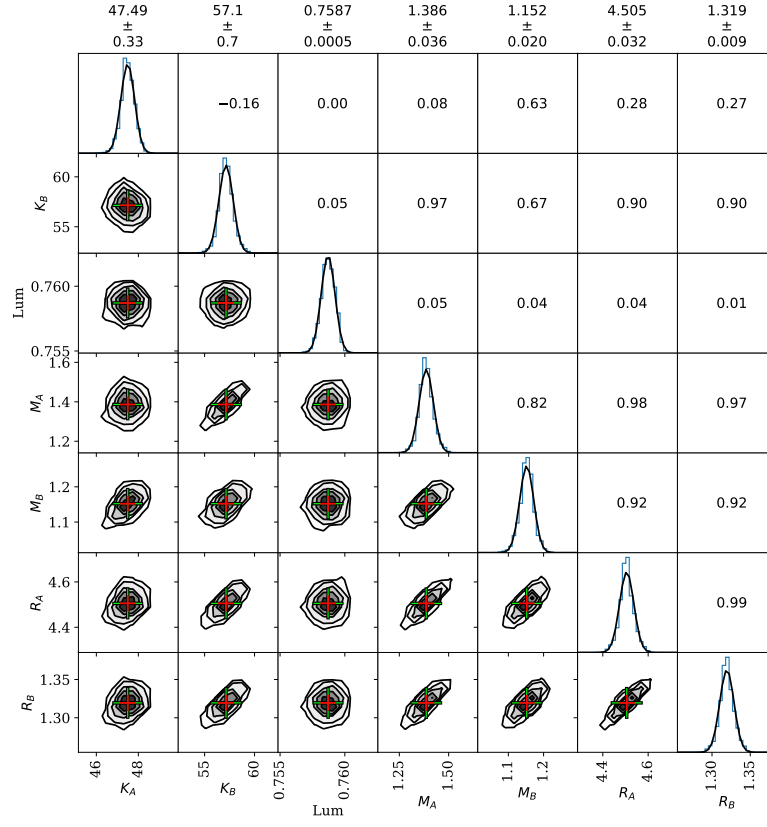 47.49 57.1 0.7587 1.386 1.152 4.505 1.319
± ± ± ± ± ± ±
0.33 0.7 0.0005 0.036 0.020 0.032 0.009
−0.16 0.00 0.08 0.63 0.28 0.27
K_B 60 55 0.05 0.97 0.67 0.90 0.90
Lum 0.760 0.755 0.05 0.04 0.04 0.01
M_A 1.6 1.4 1.2 0.82 0.98 0.97
M_B 1.2 1.1 0.92 0.92
R_A 4.6 4.4 0.99
R_B 1.35 1.30
46 48 55 60 0.755 0.760 1.25 1.50 1.1 1.2 4.4 4.6 1.30 1.35
K_A K_B Lum M_A M_B R_A R_B